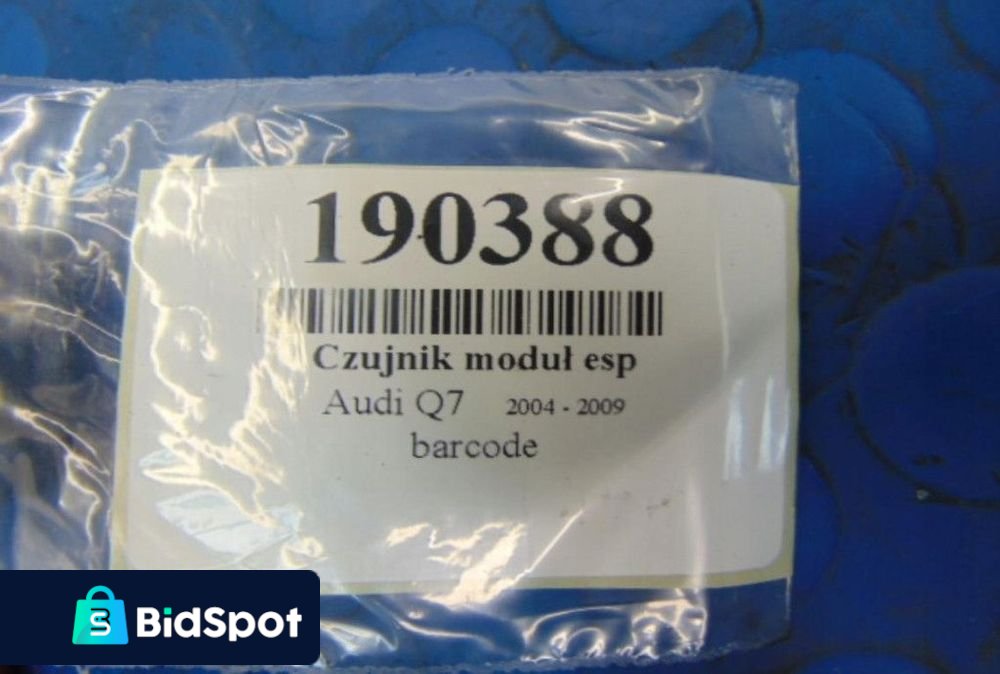 190388
Czujnik moduł esp
Audi Q7 2004 - 2009
barcode
BidSpot